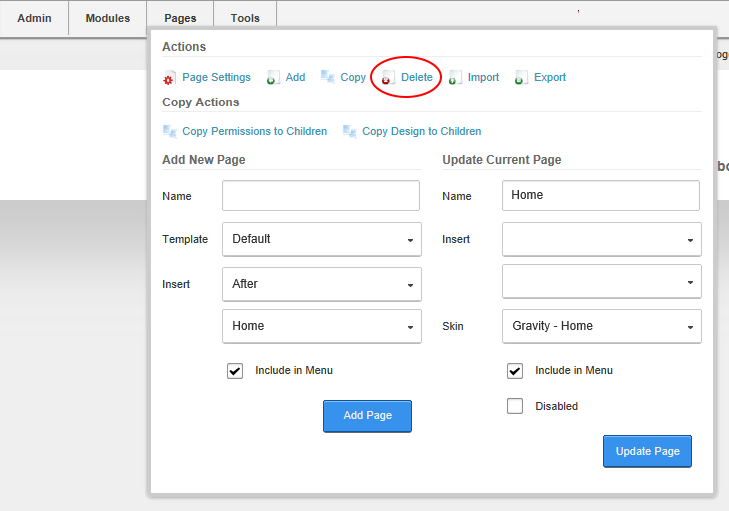 Admin Modules Pages Tools
Actions
Page Settings Add Copy Delete Import Export
Copy Actions
Copy Permissions to Children Copy Design to Children
Add New Page Update Current Page
Name Name Home
Template Default Insert
Insert After
Home Skin Gravity - Home
Include in Menu Include in Menu
Add Page Disabled
Update Page